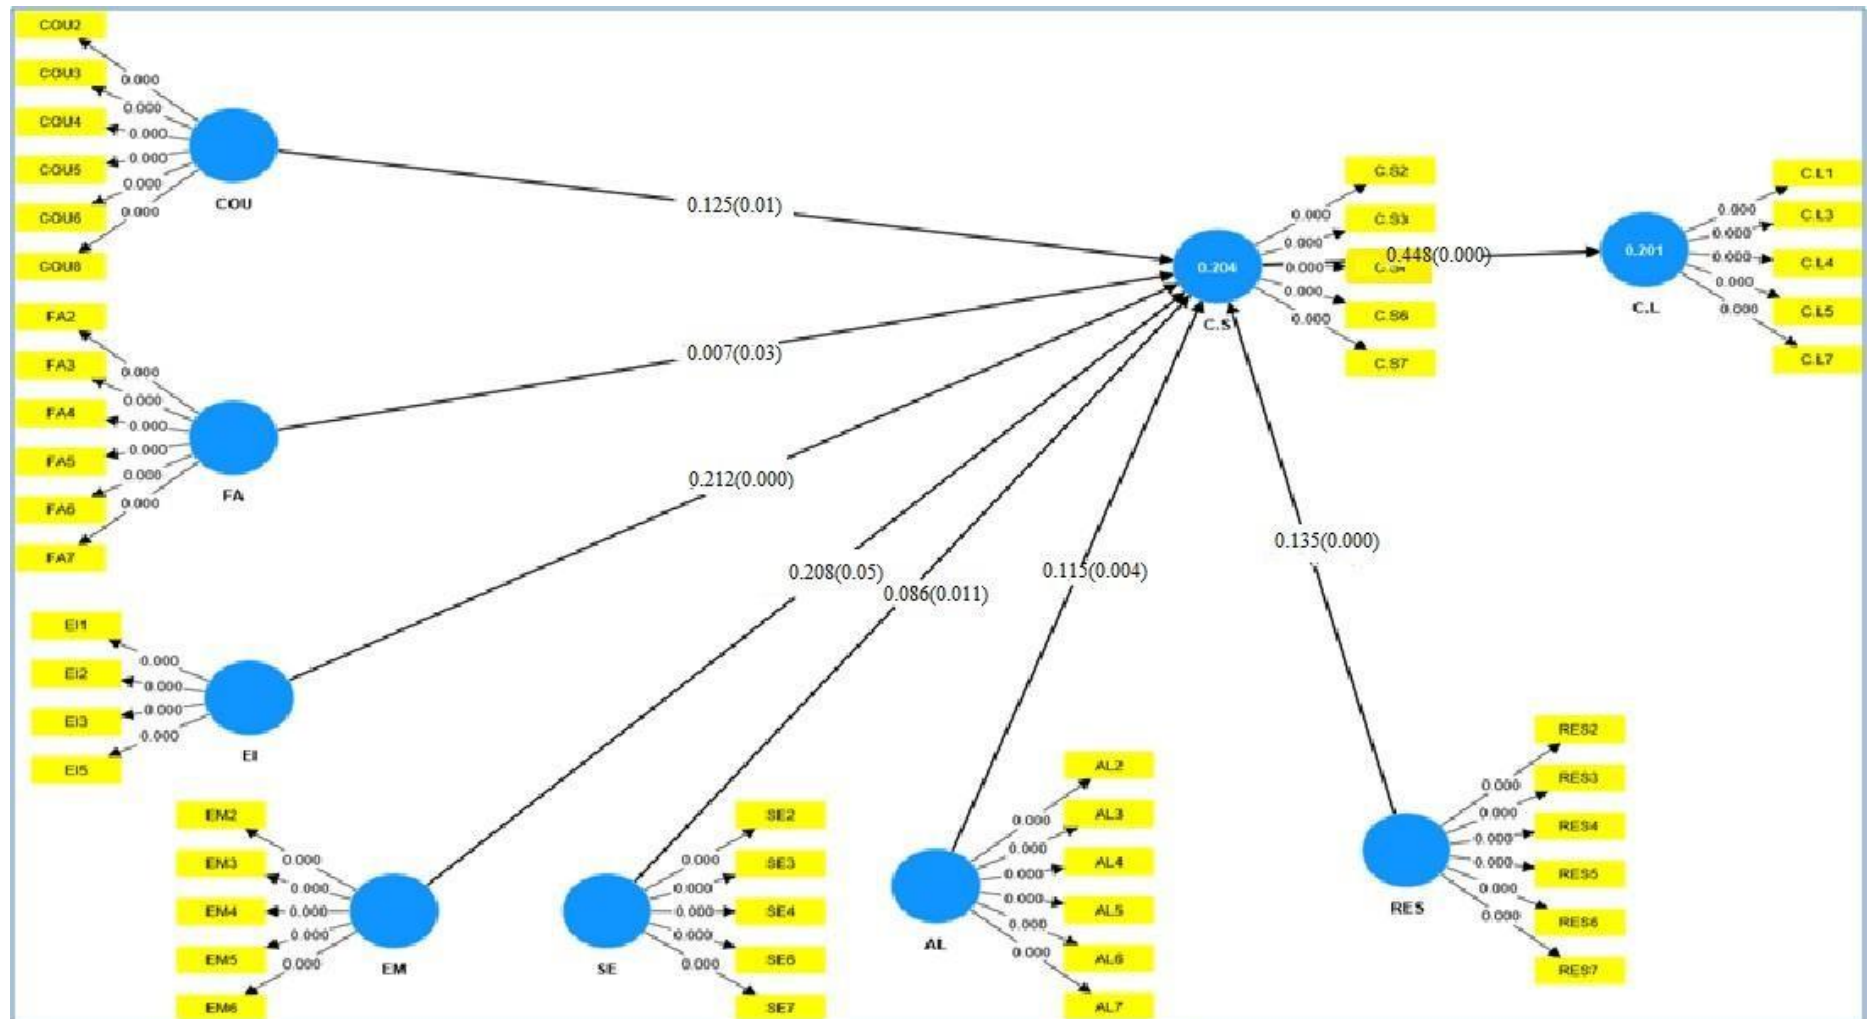 COU2
COU3
COU4
COU5
COU6
COU8
0.000
0.000
0.000
0.000
0.000
0.000
COU
FA2
FA3
FA4
FA5
FA6
FA7
0.000
0.000
0.000
0.000
0.000
0.000
FA
EI1
EI2
EI3
EI5
0.000
0.000
0.000
0.000
EI
EM2
EM3
EM4
EM5
EM6
0.000
0.000
0.000
0.000
0.000
EM
SE2
SE3
SE4
SE6
SE7
0.000
0.000
0.000
0.000
0.000
SE
AL2
AL3
AL4
AL5
AL6
AL7
0.000
0.000
0.000
0.000
0.000
0.000
AL
RES2
RES3
RES4
RES5
RES6
RES7
0.000
0.000
0.000
0.000
0.000
0.000
RES
0.125(0.01)
0.007(0.03)
0.212(0.000)
0.208(0.05)
0.086(0.011)
0.115(0.004)
0.135(0.000)
0.204
C.S
C.S2
C.S3
C.S6
C.S7
0.000
0.000
0.000
0.000
0.000
0.448(0.000)
0.201
C.L
C.L1
C.L3
C.L4
C.L5
C.L7
0.000
0.000
0.000
0.000
0.000